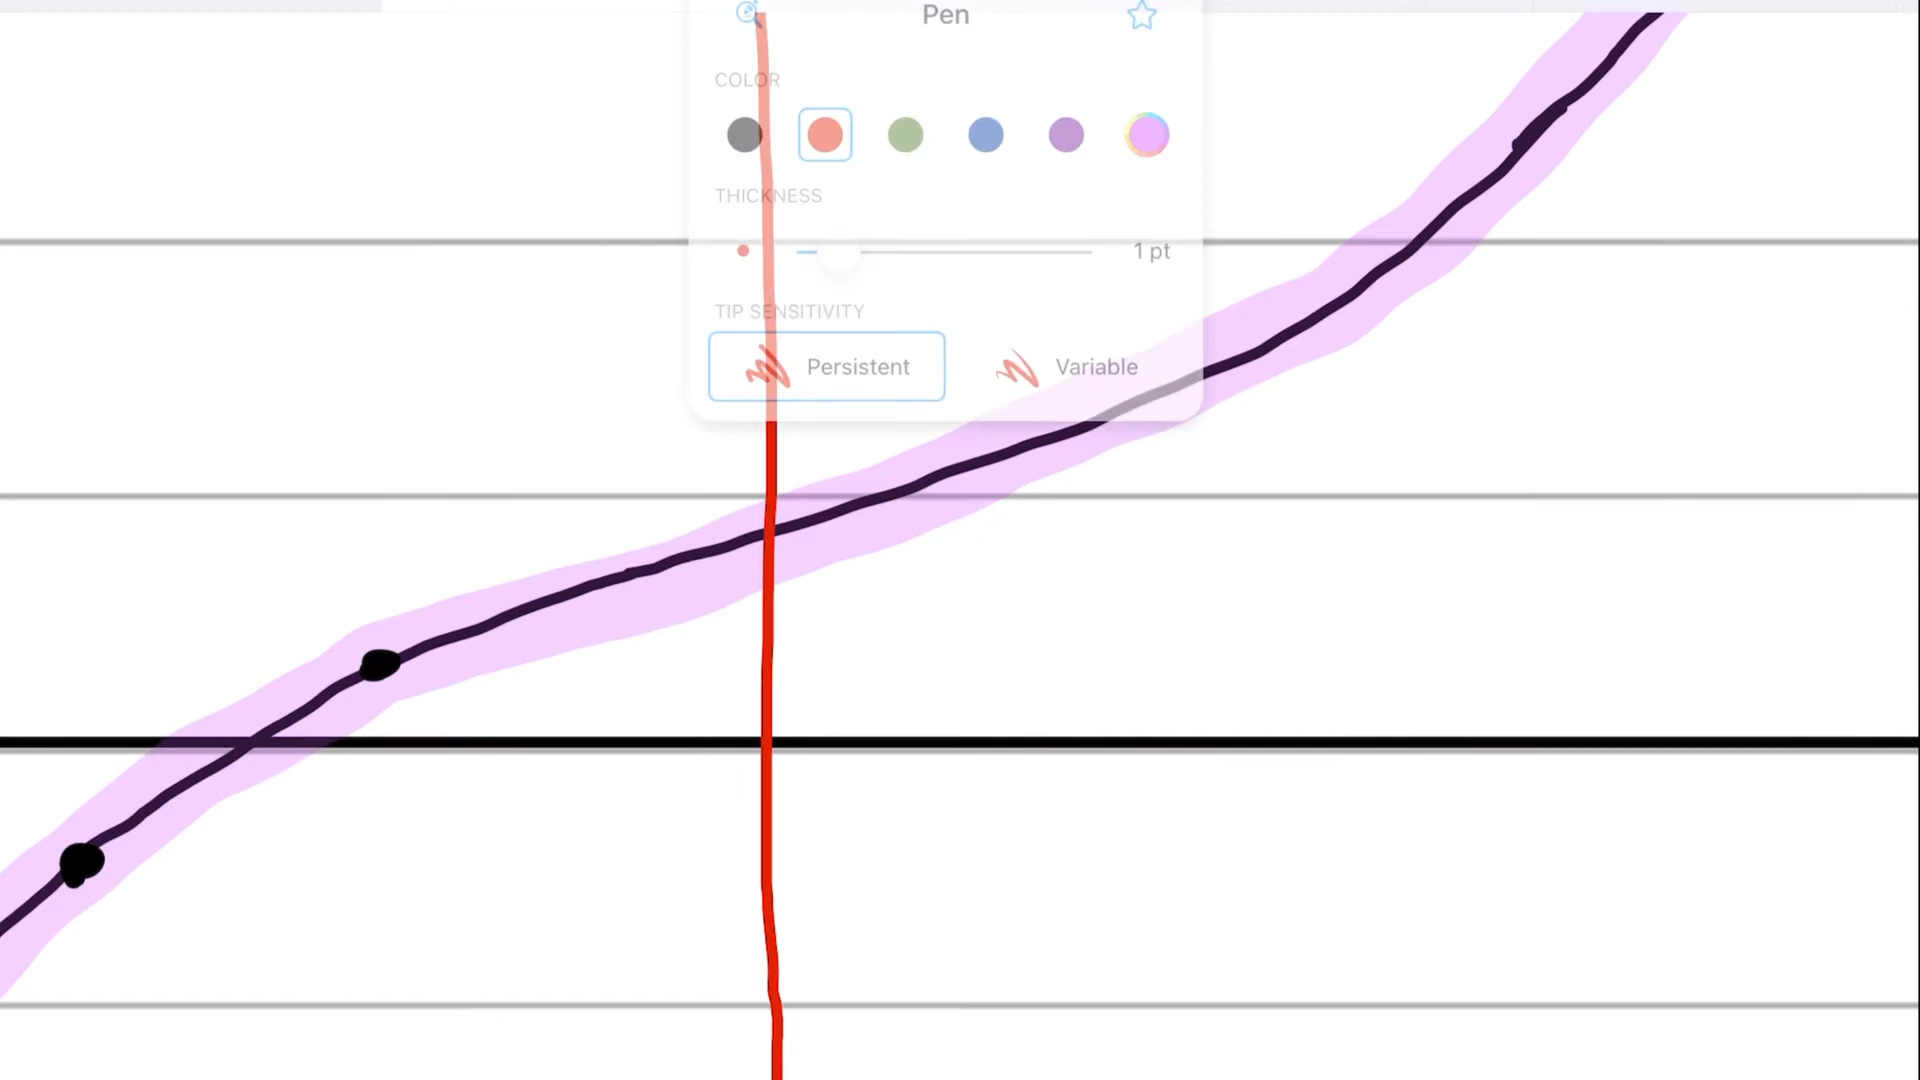 Pen
COLOR
THICKNESS
1 pt
TIP SENSITIVITY
Persistent
Variable